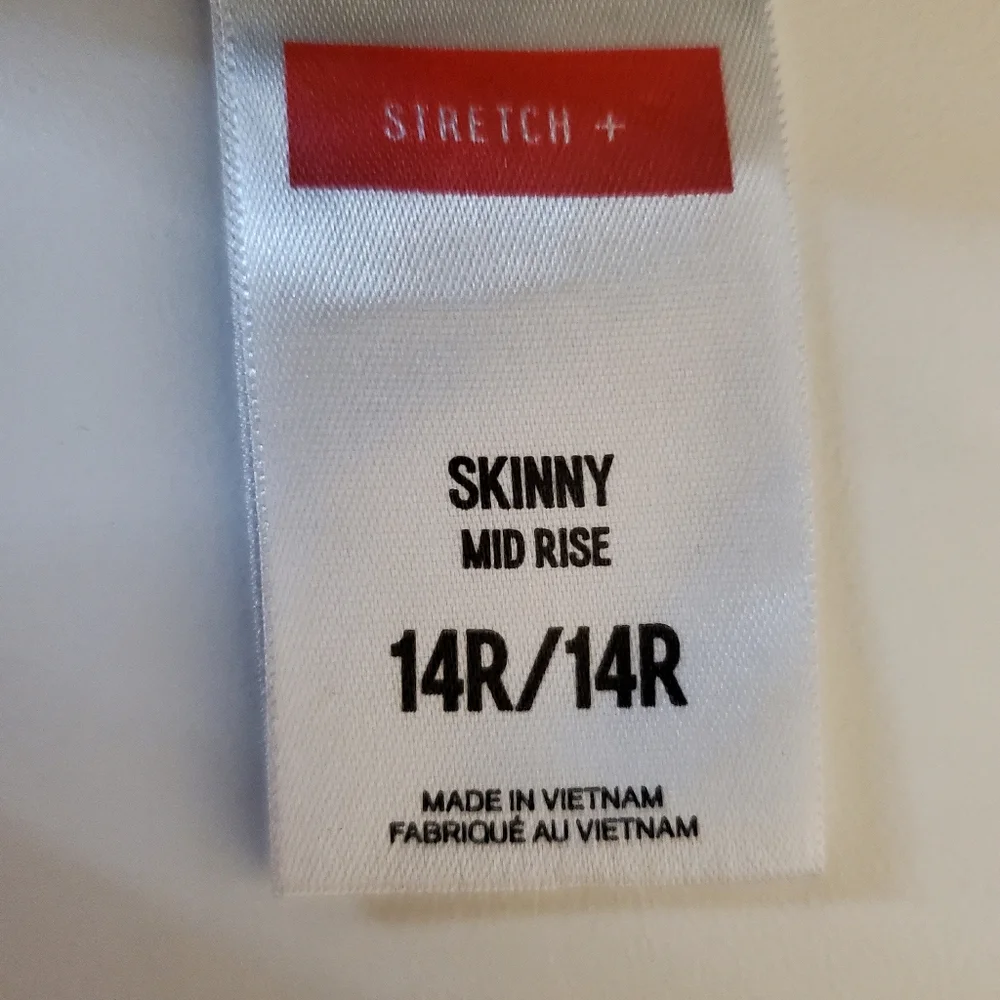 STRETCH +
SKINNY
MID RISE
14R/14R
MADE IN VIETNAM
FABRIQUÉ AU VIETNAM